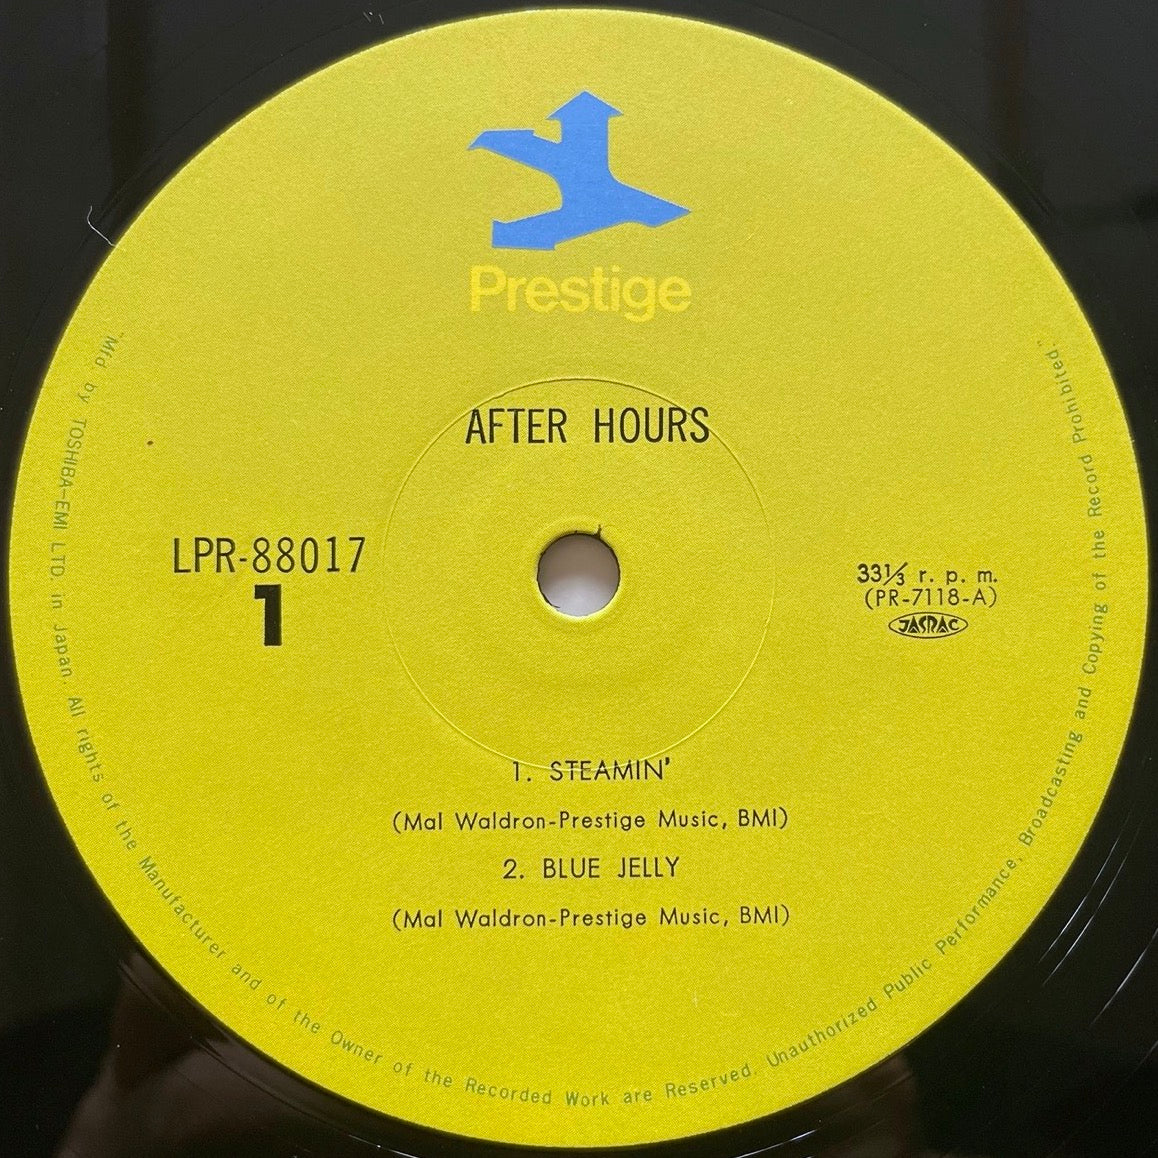 Prestige
AFTER HOURS
LPR-88017
1
33⅓ r. p. m.
(PR-7118-A)
JASRAC
1. STEAMIN'
(Mal Waldron-Prestige Music, BMI)
2. BLUE JELLY
(Mal Waldron-Prestige Music, BMI)
"Mfd. by TOSHIBA-EMI LTD. in Japan. All rights of the Manufacturer and of the Owner of the Recorded Work are Reserved. Unauthorized Public Performance, Broadcasting and Copying of the Record Prohibited."